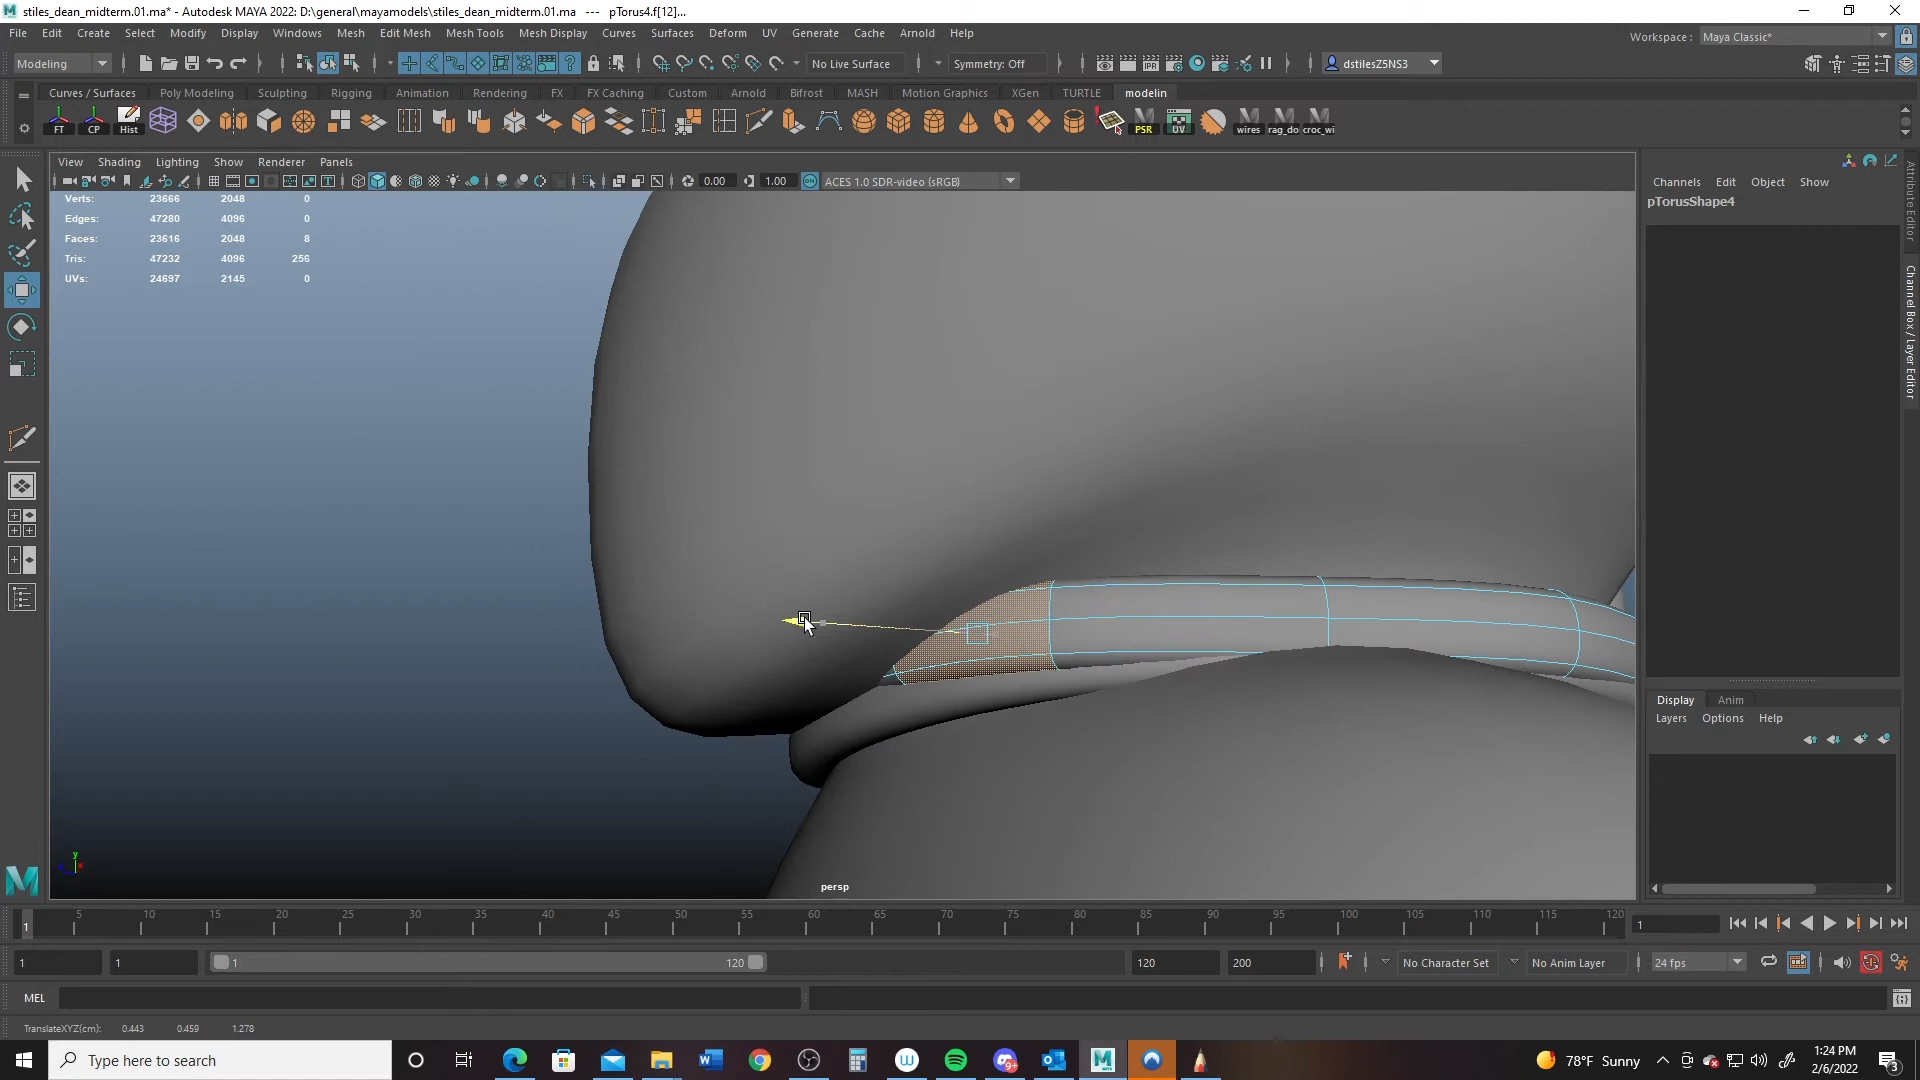 stiles_dean_midterm.01.ma* - Autodesk MAYA 2022: D:\general\mayamodels\stiles_dean_midterm.01.ma --- pTorus4.f[12]...
File Edit Create Select Modify Display Windows Mesh Edit Mesh Mesh Tools Mesh Display Curves Surfaces Deform UV Generate Cache Arnold Help
Workspace : Maya Classic*
Modeling No Live Surface Symmetry: Off dstilesZ5NS3
Curves / Surfaces Poly Modeling Sculpting Rigging Animation Rendering FX FX Caching Custom Arnold Bifrost MASH Motion Graphics XGen TURTLE modelin
FT CP Hist PSR UV wires rag_do croc_wi
View Shading Lighting Show Renderer Panels
0.00 1.00 ACES 1.0 SDR-video (sRGB)
Verts: 23666 2048 0
Edges: 47280 4096 0
Faces: 23616 2048 8
Tris: 47232 4096 256
UVs: 24697 2145 0
persp
Channels Edit Object Show
pTorusShape4
Attribute Editor
Channel Box / Layer Editor
Display Anim
Layers Options Help
5 10 15 20 25 30 35 40 45 50 55 60 65 70 75 80 85 90 95 100 105 110 115 120
1 1
1 1 1 120 120 200 No Character Set No Anim Layer 24 fps
MEL
TranslateXYZ(cm): 0.443 0.459 1.278
Type here to search
78°F Sunny
1:24 PM
2/6/2022
3